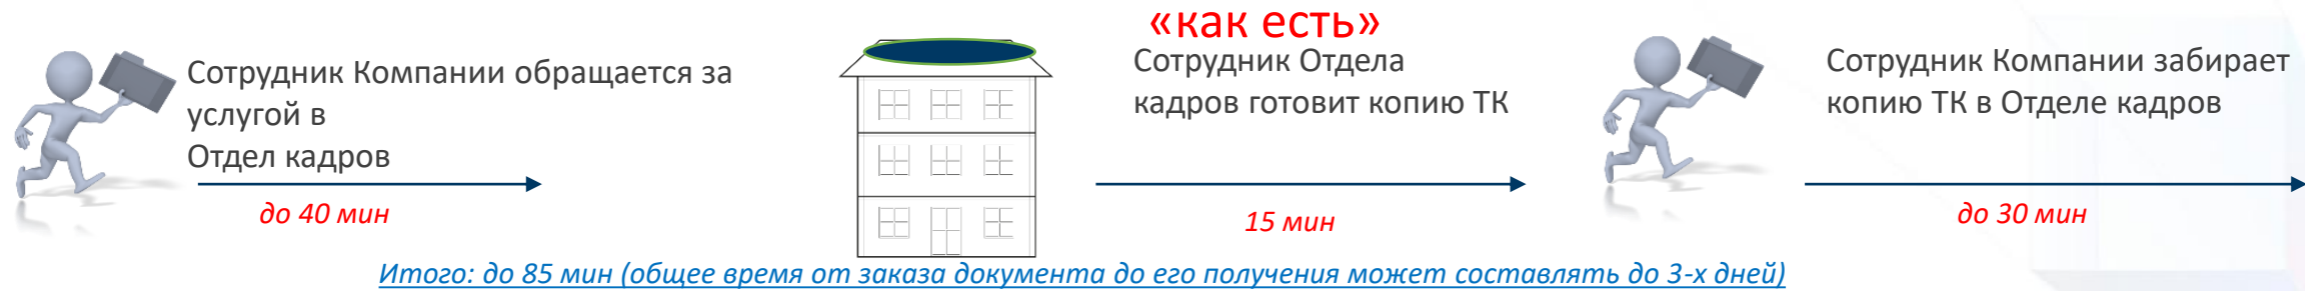 «как есть»
Сотрудник Компании обращается за
услугой в
Отдел кадров
до 40 мин
Сотрудник Отдела
кадров готовит копию ТК
15 мин
Сотрудник Компании забирает
копию ТК в Отделе кадров
до 30 мин
Итого: до 85 мин (общее время от заказа документа до его получения может составлять до 3-х дней)